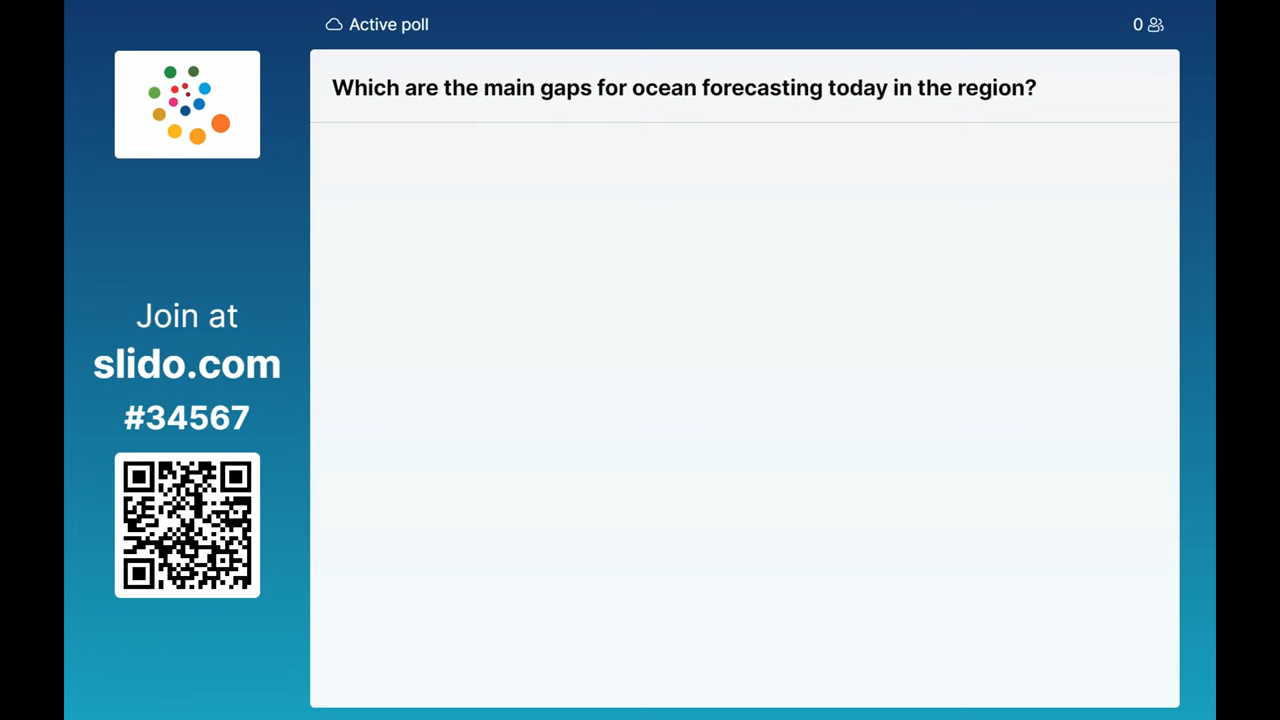 Active poll
0
Which are the main gaps for ocean forecasting today in the region?
Join at
slido.com
#34567